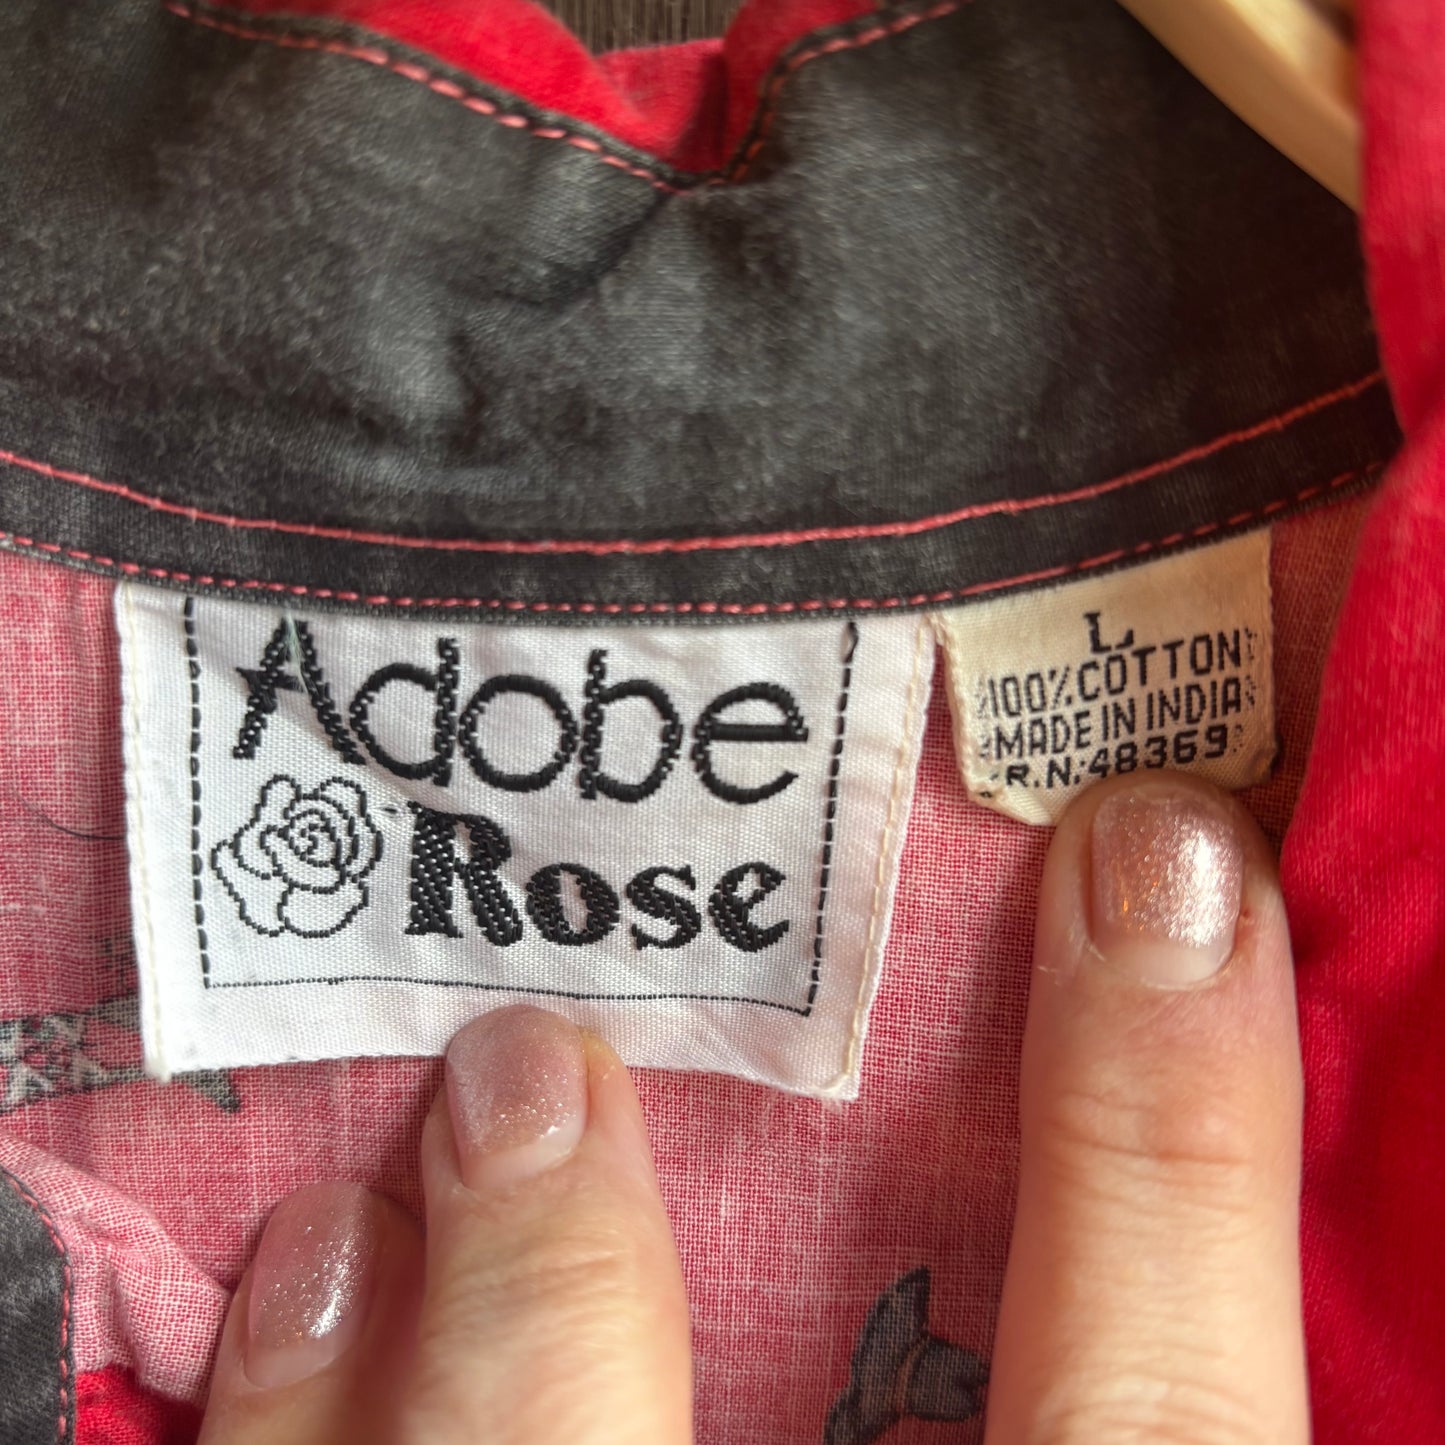 Adobe
Rose
L
100% COTTON
MADE IN INDIA
R.N. 48369